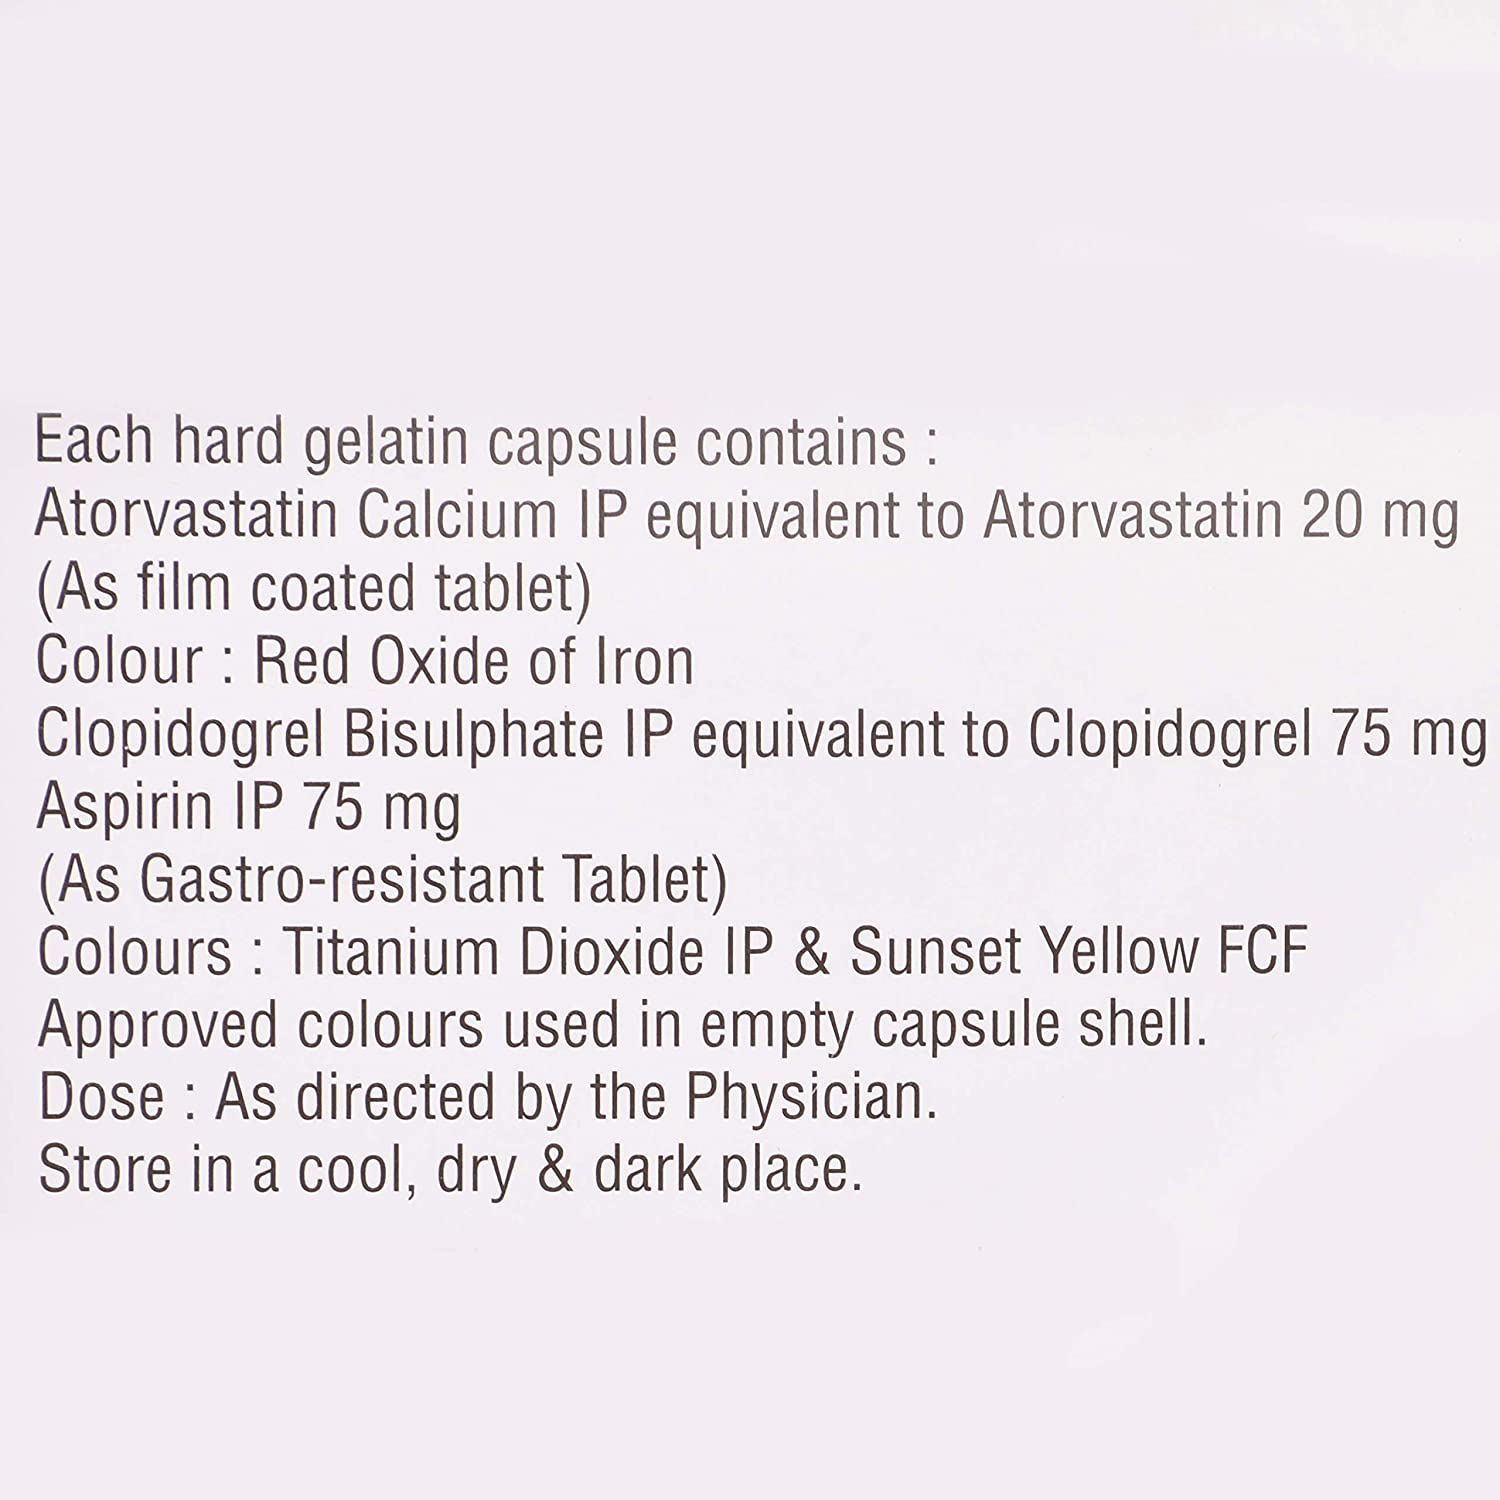 Each hard gelatin capsule contains :
Atorvastatin Calcium IP equivalent to Atorvastatin 20 mg
(As film coated tablet)
Colour : Red Oxide of Iron
Clopidogrel Bisulphate IP equivalent to Clopidogrel 75 mg
Aspirin IP 75 mg
(As Gastro-resistant Tablet)
Colours : Titanium Dioxide IP & Sunset Yellow FCF
Approved colours used in empty capsule shell.
Dose : As directed by the Physician.
Store in a cool, dry & dark place.